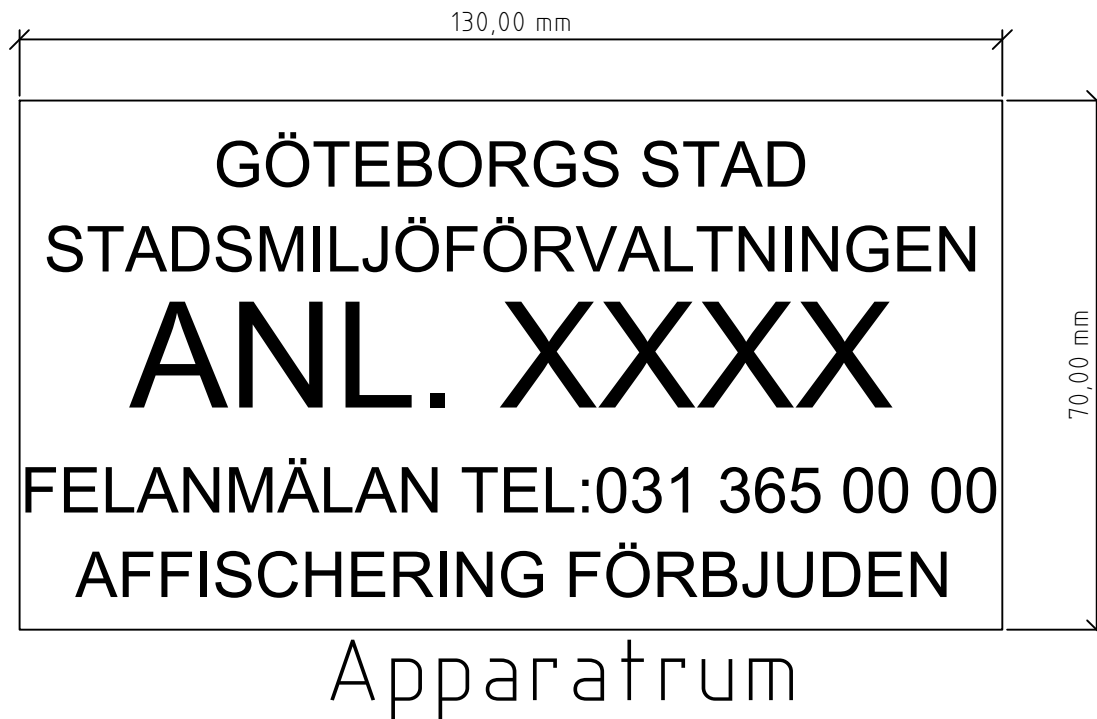 130,00 mm
GÖTEBORGS STAD
STADSMILJÖFÖRVALTNINGEN
ANL. XXXX
70,00 mm
FELANMÄLAN TEL:031 365 00 00
AFFISCHERING FÖRBJUDEN
Apparatrum